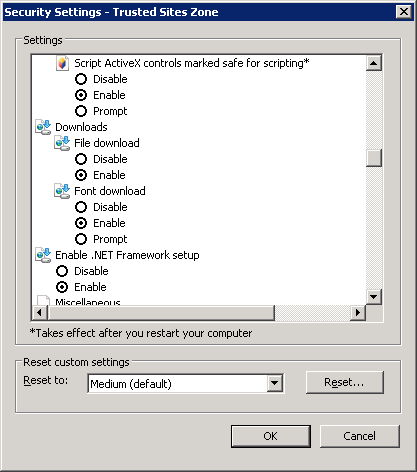 Security Settings - Trusted Sites Zone
Settings
Script ActiveX controls marked safe for scripting*
Disable
Enable
Prompt
Downloads
File download
Disable
Enable
Font download
Disable
Enable
Prompt
Enable .NET Framework setup
Disable
Enable
Miscellaneous
*Takes effect after you restart your computer
Reset custom settings
Reset to: Medium (default) Reset...
OK Cancel